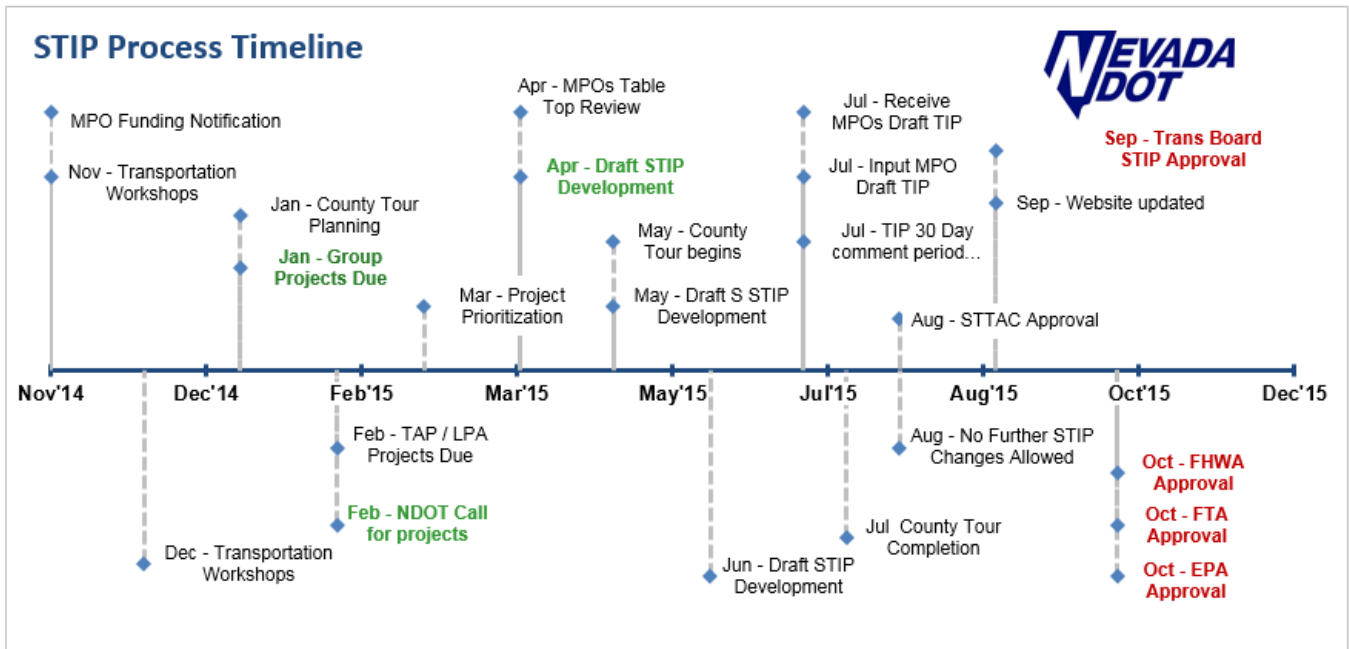 STIP Process Timeline
NEVADA
DOT
MPO Funding Notification
Nov - Transportation
Workshops
Jan - County Tour
Planning
Jan - Group
Projects Due
Mar - Project
Prioritization
Apr - MPOs Table
Top Review
Apr - Draft STIP
Development
May - County
Tour begins
May - Draft S STIP
Development
Jul - Receive
MPOs Draft TIP
Jul - Input MPO
Draft TIP
Jul - TIP 30 Day
comment period...
Aug - STTAC Approval
Sep - Trans Board
STIP Approval
Sep - Website updated
Nov'14
Dec'14
Feb'15
Mar'15
May'15
Jul'15
Aug'15
Oct'15
Dec'15
Dec - Transportation
Workshops
Feb - TAP / LPA
Projects Due
Feb - NDOT Call
for projects
Jun - Draft STIP
Development
Jul County Tour
Completion
Aug - No Further STIP
Changes Allowed
Oct - FHWA
Approval
Oct - FTA
Approval
Oct - EPA
Approval